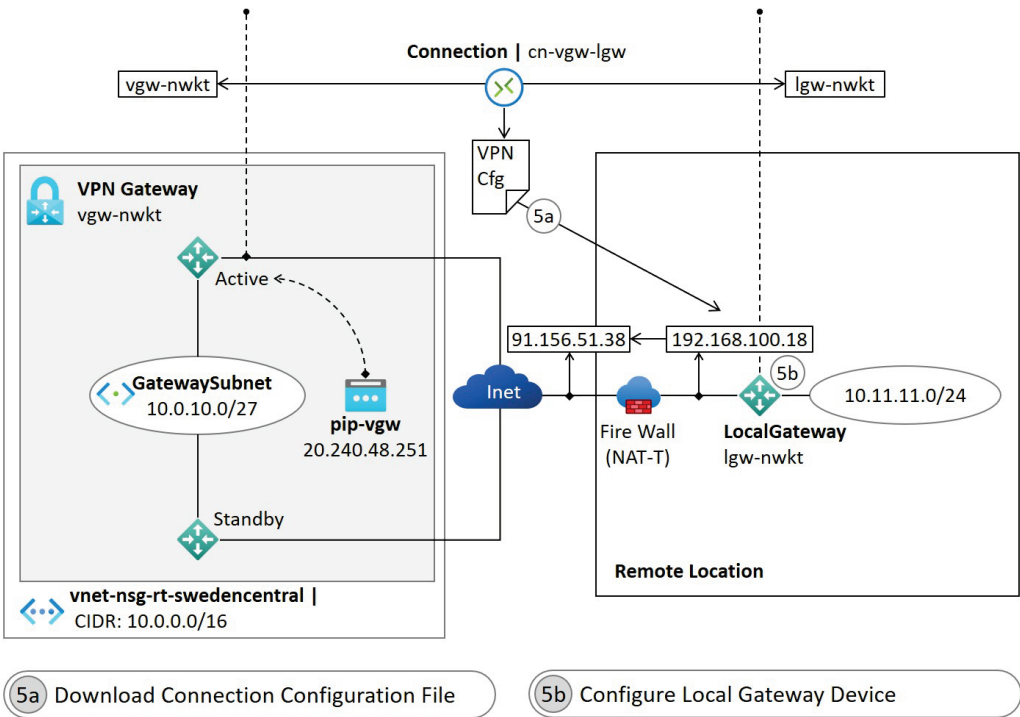 Connection | cn-vgw-lgw
vgw-nwkt
lgw-nwkt
VPN
Cfg
5a
VPN Gateway
vgw-nwkt
Active
GatewaySubnet
10.0.10.0/27
pip-vgw
20.240.48.251
Standby
vnet-nsg-rt-swedencentral |
CIDR: 10.0.0.0/16
Inet
91.156.51.38
192.168.100.18
5b
Fire Wall
(NAT-T)
LocalGateway
lgw-nwkt
10.11.11.0/24
Remote Location
5a Download Connection Configuration File
5b Configure Local Gateway Device